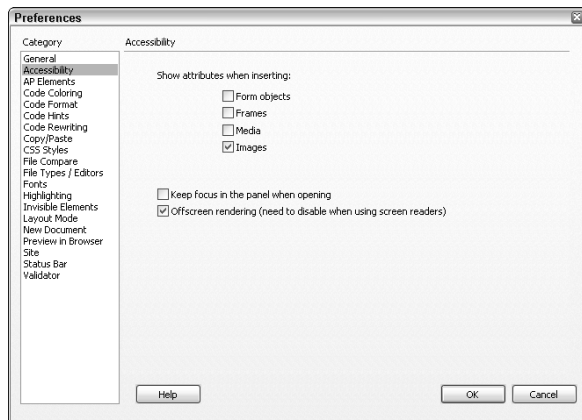 Preferences
Category
Accessibility
General
Accessibility
AP Elements
Code Coloring
Code Format
Code Hints
Code Rewriting
Copy/Paste
CSS Styles
File Compare
File Types / Editors
Fonts
Highlighting
Invisible Elements
Layout Mode
New Document
Preview in Browser
Site
Status Bar
Validator
Show attributes when inserting:
Form objects
Frames
Media
Images
Keep focus in the panel when opening
Offscreen rendering (need to disable when using screen readers)
Help
OK
Cancel